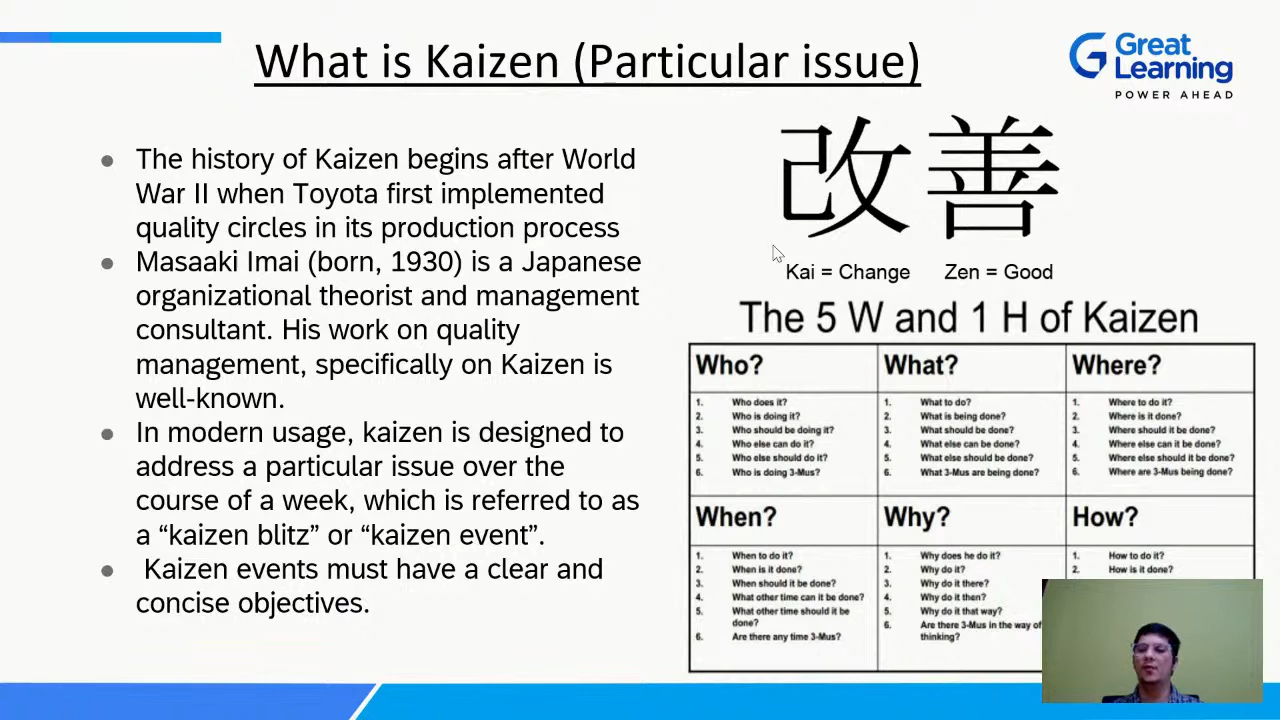 What is Kaizen (Particular issue)
Great
Learning
POWER AHEAD
● The history of Kaizen begins after World
War II when Toyota first implemented
quality circles in its production process
● Masaaki Imai (born, 1930) is a Japanese
organizational theorist and management
consultant. His work on quality
management, specifically on Kaizen is
well-known.
● In modern usage, kaizen is designed to
address a particular issue over the
course of a week, which is referred to as
a “kaizen blitz” or “kaizen event”.
● Kaizen events must have a clear and
concise objectives.
改善
Kai = Change Zen = Good
The 5 W and 1 H of Kaizen
Who?
1. Who does it?
2. Who is doing it?
3. Who should be doing it?
4. Who else can do it?
5. Who else should do it?
6. Who is doing 3-Mus?
What?
1. What to do?
2. What is being done?
3. What should be done?
4. What else can be done?
5. What else should be done?
6. What 3-Mus are being done?
Where?
1. Where to do it?
2. Where is it done?
3. Where should it be done?
4. Where else can it be done?
5. Where else should it be done?
6. Where are 3-Mus being done?
When?
1. When to do it?
2. When is it done?
3. When should it be done?
4. What other time can it be done?
5. What other time should it be
done?
6. Are there any time 3-Mus?
Why?
1. Why does he do it?
2. Why do it?
3. Why do it there?
4. Why do it then?
5. Why do it that way?
6. Are there 3-Mus in the way of
thinking?
How?
1. How to do it?
2. How is it done?